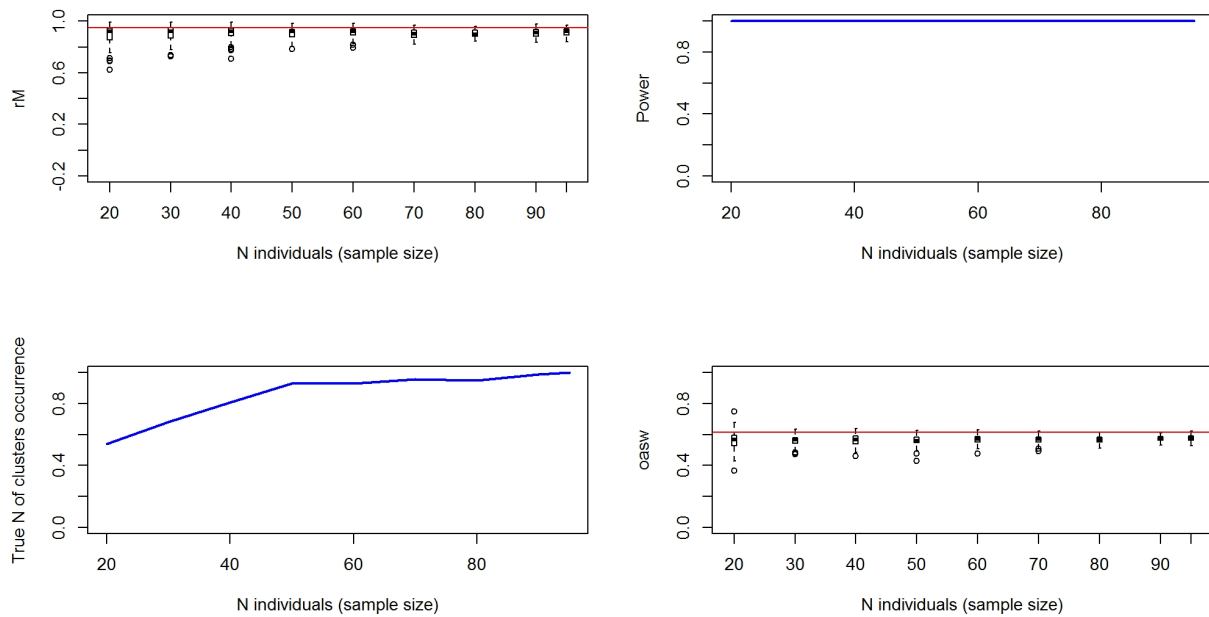 rM
1.0
0.6
0.2
-0.2
20 30 40 50 60 70 80 90
N individuals (sample size)
Power
0.8
0.4
0.0
20 40 60 80
N individuals (sample size)
True N of clusters occurrence
0.8
0.4
0.0
20 40 60 80
N individuals (sample size)
oasw
0.8
0.4
0.0
20 30 40 50 60 70 80 90
N individuals (sample size)